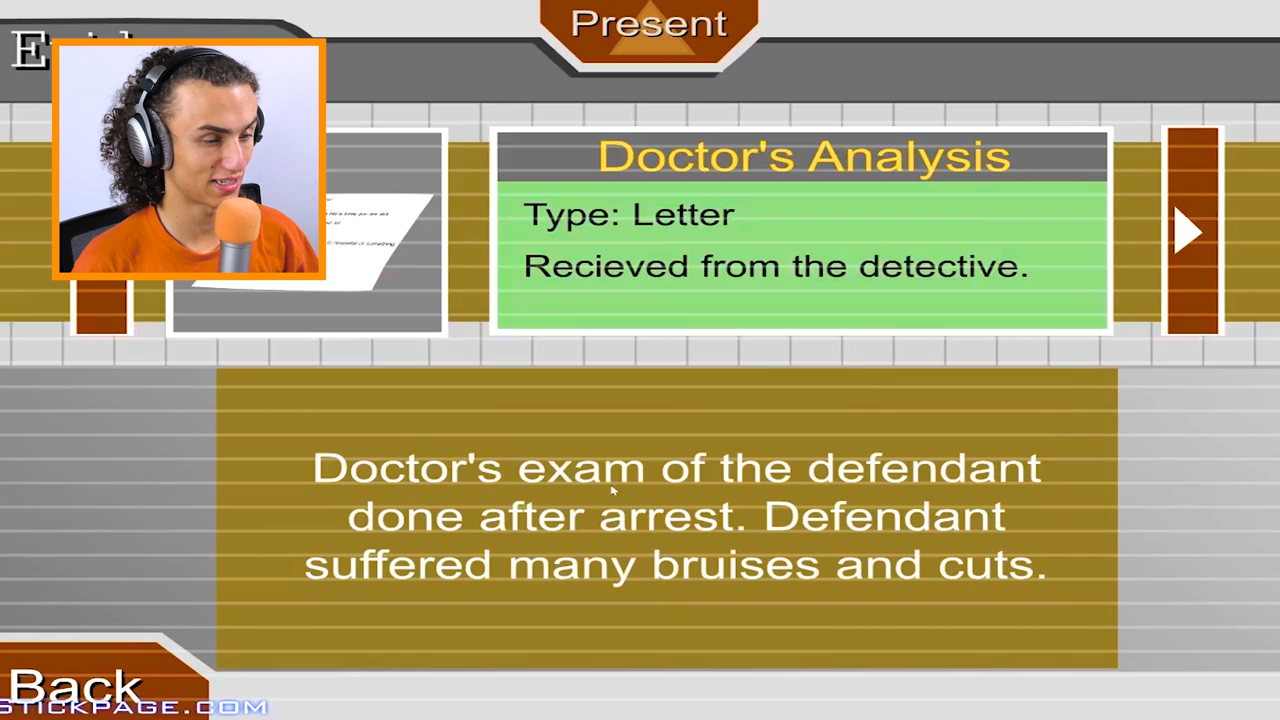 Present
E
Doctor's Analysis
Type: Letter
Recieved from the detective.
Doctor's exam of the defendant
done after arrest. Defendant
suffered many bruises and cuts.
Back
STICKPAGE.COM